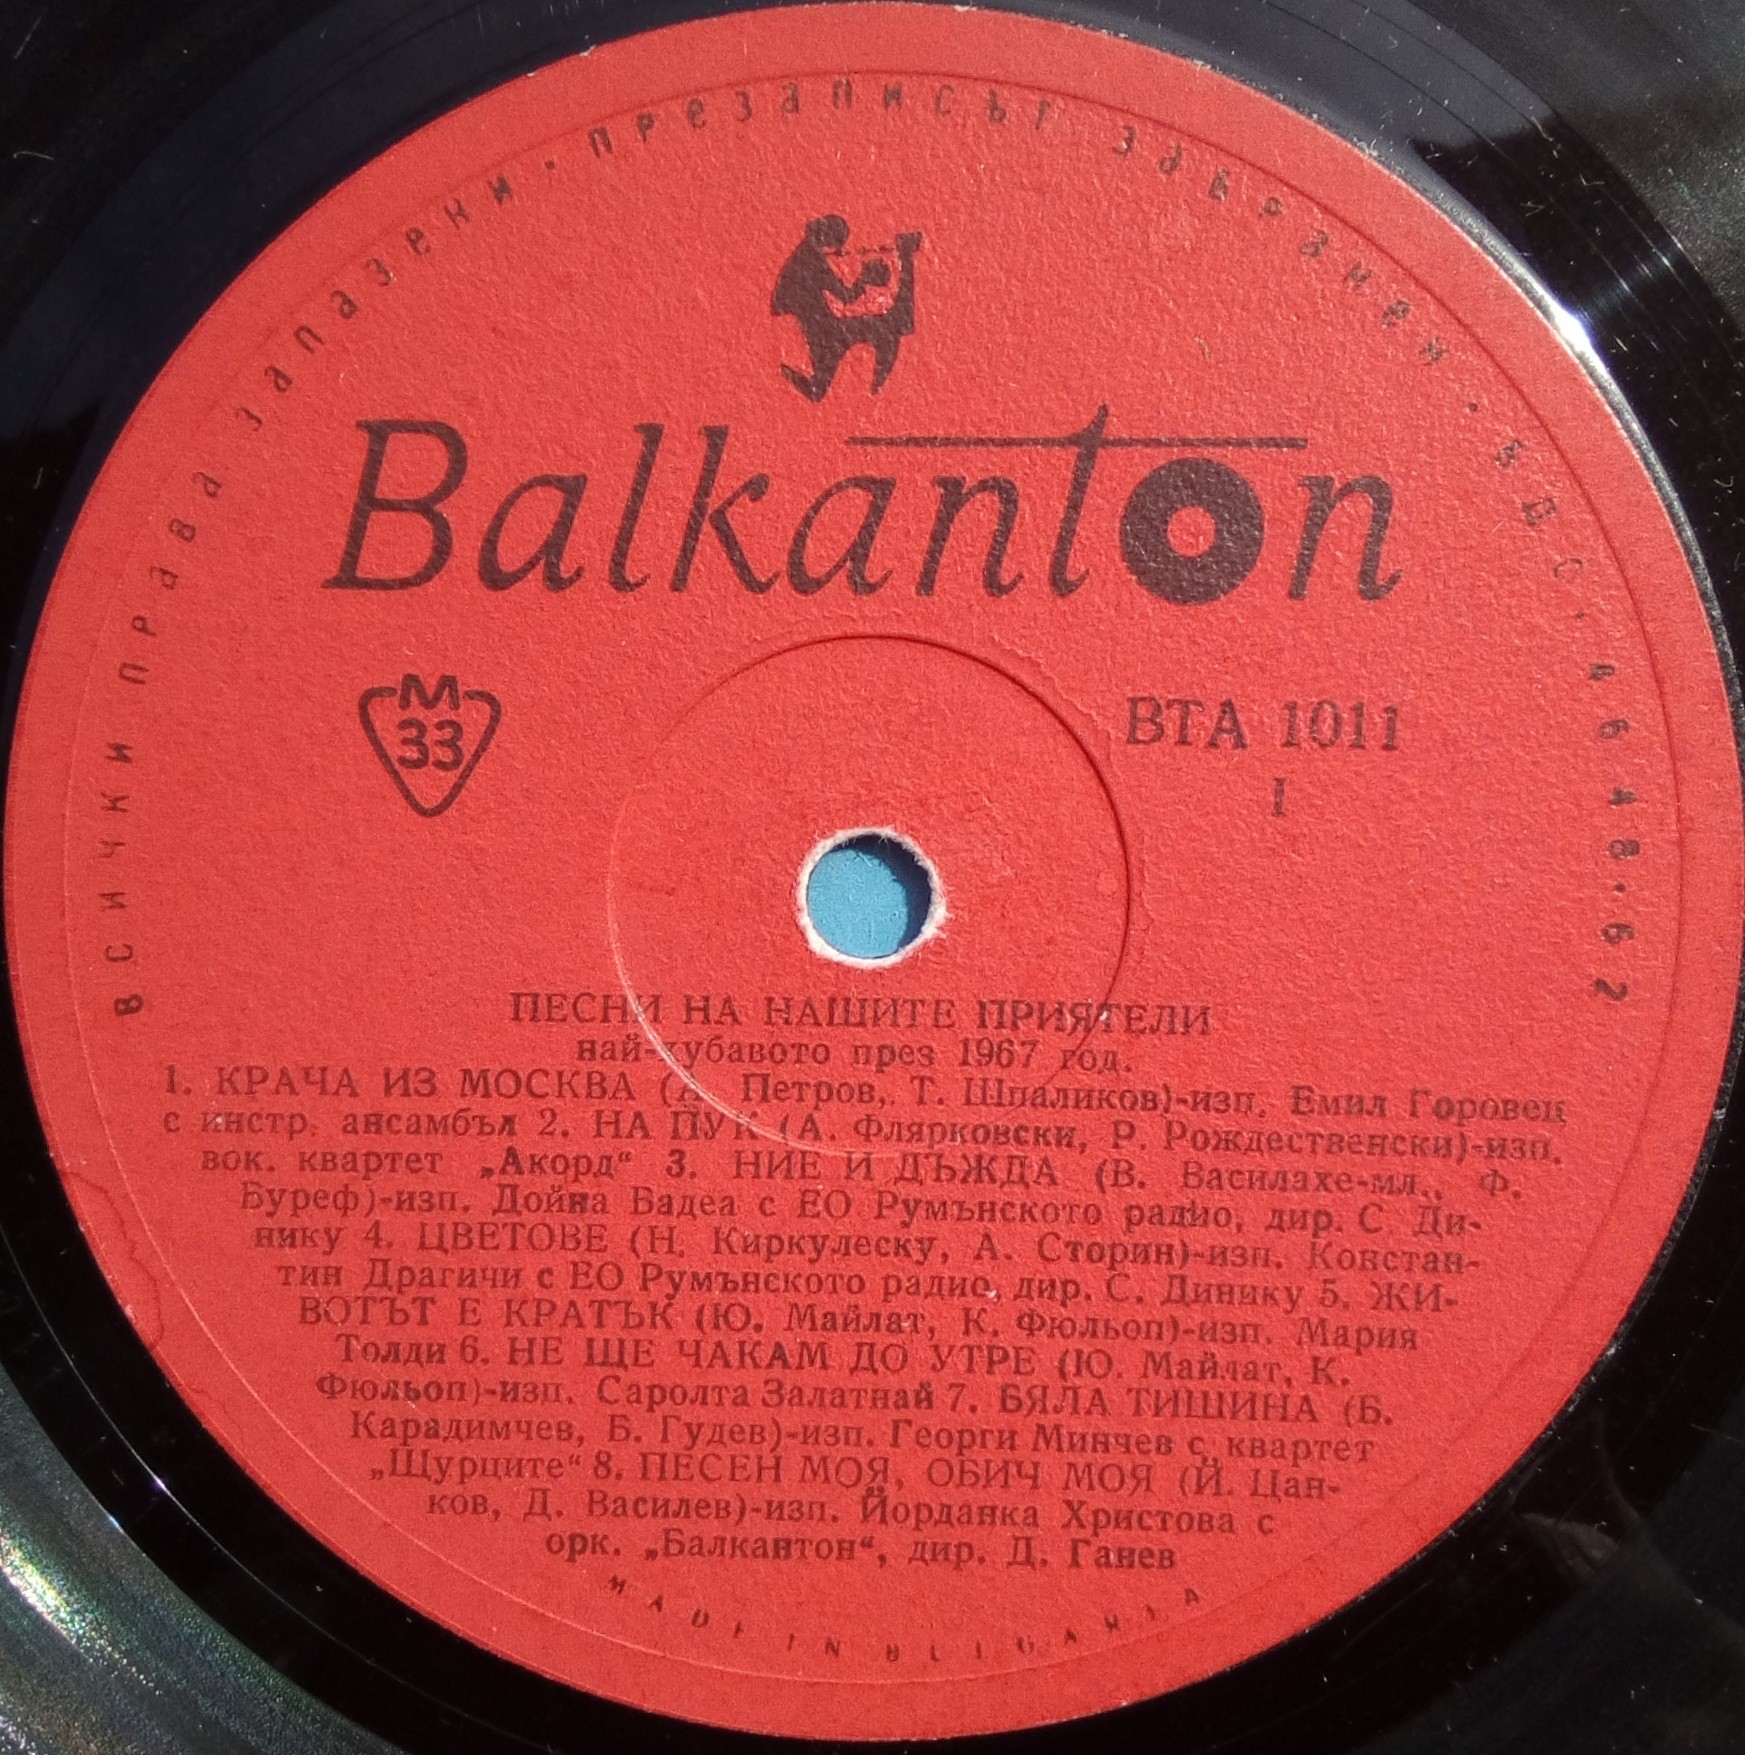 ВСИЧКИ ПРАВА ЗАПАЗЕНИ · ПРЕЗАПИСЪТ ЗАБРАНЕН · БДС. 4648·62
Balkanton
М
33
ВТА 1011
I
ПЕСНИ НА НАШИТЕ ПРИЯТЕЛИ
най-хубавото през 1967 год.
1. КРАЧА ИЗ МОСКВА (А. Петров, Т. Шпаликов)-изп. Емил Горовец
с инстр. ансамбъл 2. НА ПУК (А. Флярковски, Р. Рождественски)-изп.
вок. квартет „Акорд“ 3. НИЕ И ДЪЖДА (В. Василахе-мл., Ф.
Буреф)-изп. Дойна Бадеа с ЕО Румънското радио, дир. С. Ди-
нику 4. ЦВЕТОВЕ (Н. Киркулеску, А. Сторин)-изп. Констан-
тин Драгичи с ЕО Румънското радио, дир. С. Динику 5. ЖИ-
ВОТЪТ Е КРАТЪК (Ю. Майлат, К. Фюльоп)-изп. Мария
Толди 6. НЕ ЩЕ ЧАКАМ ДО УТРЕ (Ю. Майлат, К.
Фюльоп)-изп. Саролта Залатнай 7. БЯЛА ТИШИНА (Б.
Карадимчев, Б. Гудев)-изп. Георги Минчев с квартет
„Щурците“ 8. ПЕСЕН МОЯ, ОБИЧ МОЯ (Й. Цан-
ков, Д. Василев)-изп. Йорданка Христова с
орк. „Балкантон“, дир. Д. Ганев
MADE IN BULGARIA